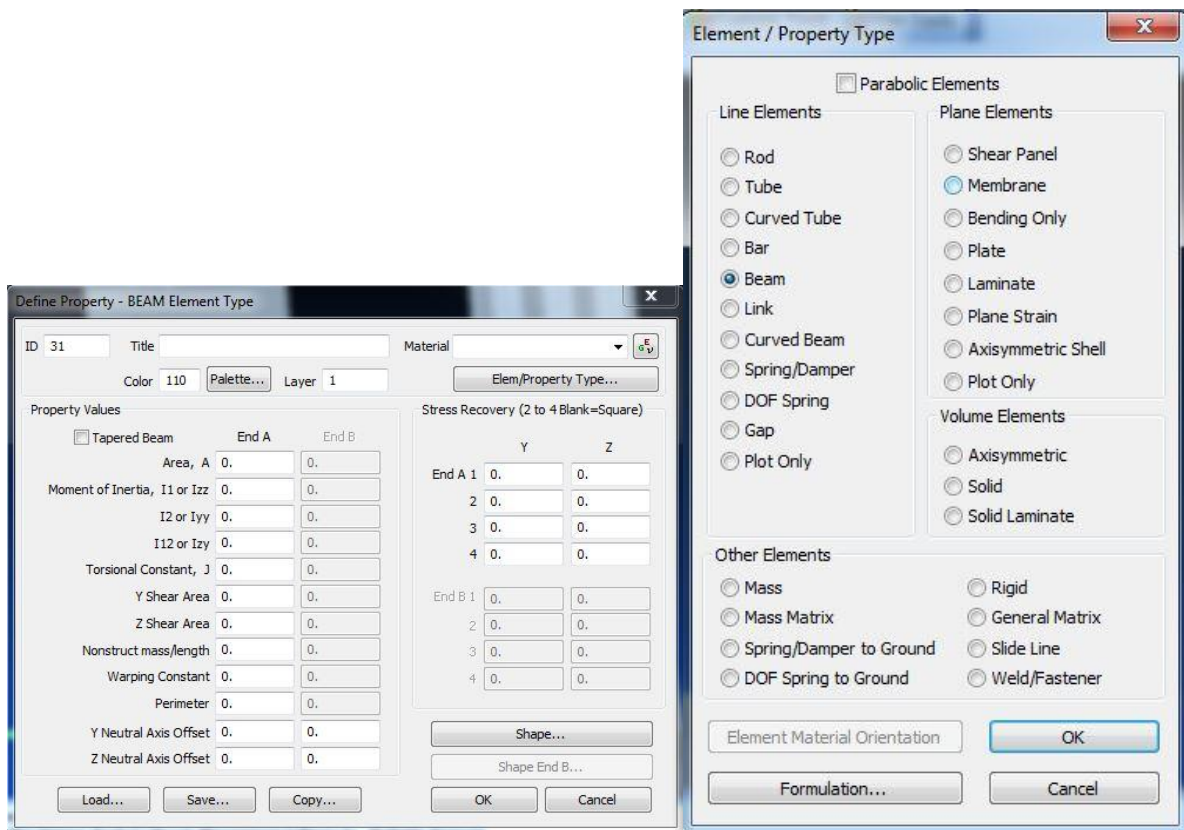 Define Property - BEAM Element Type
X
ID 31 Title Material
G E ν
Color 110 Palette... Layer 1 Elem/Property Type...
Property Values
Tapered Beam End A End B
Area, A 0. 0.
Moment of Inertia, I1 or Izz 0. 0.
I2 or Iyy 0. 0.
I12 or Izy 0. 0.
Torsional Constant, J 0. 0.
Y Shear Area 0. 0.
Z Shear Area 0. 0.
Nonstruct mass/length 0. 0.
Warping Constant 0. 0.
Perimeter 0. 0.
Y Neutral Axis Offset 0. 0.
Z Neutral Axis Offset 0. 0.
Stress Recovery (2 to 4 Blank=Square)
Y Z
End A 1 0. 0.
2 0. 0.
3 0. 0.
4 0. 0.
End B 1 0. 0.
2 0. 0.
3 0. 0.
4 0. 0.
Shape...
Shape End B...
Load... Save... Copy... OK Cancel
Element / Property Type
X
Parabolic Elements
Line Elements
Rod
Tube
Curved Tube
Bar
Beam
Link
Curved Beam
Spring/Damper
DOF Spring
Gap
Plot Only
Plane Elements
Shear Panel
Membrane
Bending Only
Plate
Laminate
Plane Strain
Axisymmetric Shell
Plot Only
Volume Elements
Axisymmetric
Solid
Solid Laminate
Other Elements
Mass
Mass Matrix
Spring/Damper to Ground
DOF Spring to Ground
Rigid
General Matrix
Slide Line
Weld/Fastener
Element Material Orientation OK
Formulation... Cancel